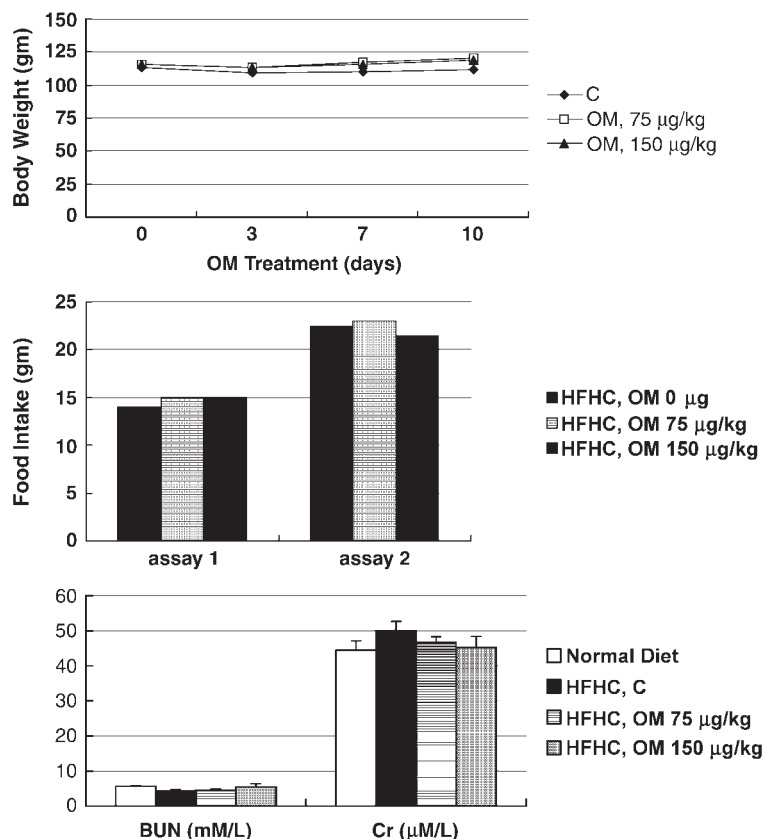 Body Weight (gm)
150
125
100
75
50
25
0
0 3 7 10
OM Treatment (days)
C
OM, 75 μg/kg
OM, 150 μg/kg
Food Intake (gm)
25
20
15
10
5
0
assay 1 assay 2
HFHC, OM 0 μg
HFHC, OM 75 μg/kg
HFHC, OM 150 μg/kg
60
50
40
30
20
10
0
BUN (mM/L) Cr (μM/L)
Normal Diet
HFHC, C
HFHC, OM 75 μg/kg
HFHC, OM 150 μg/kg